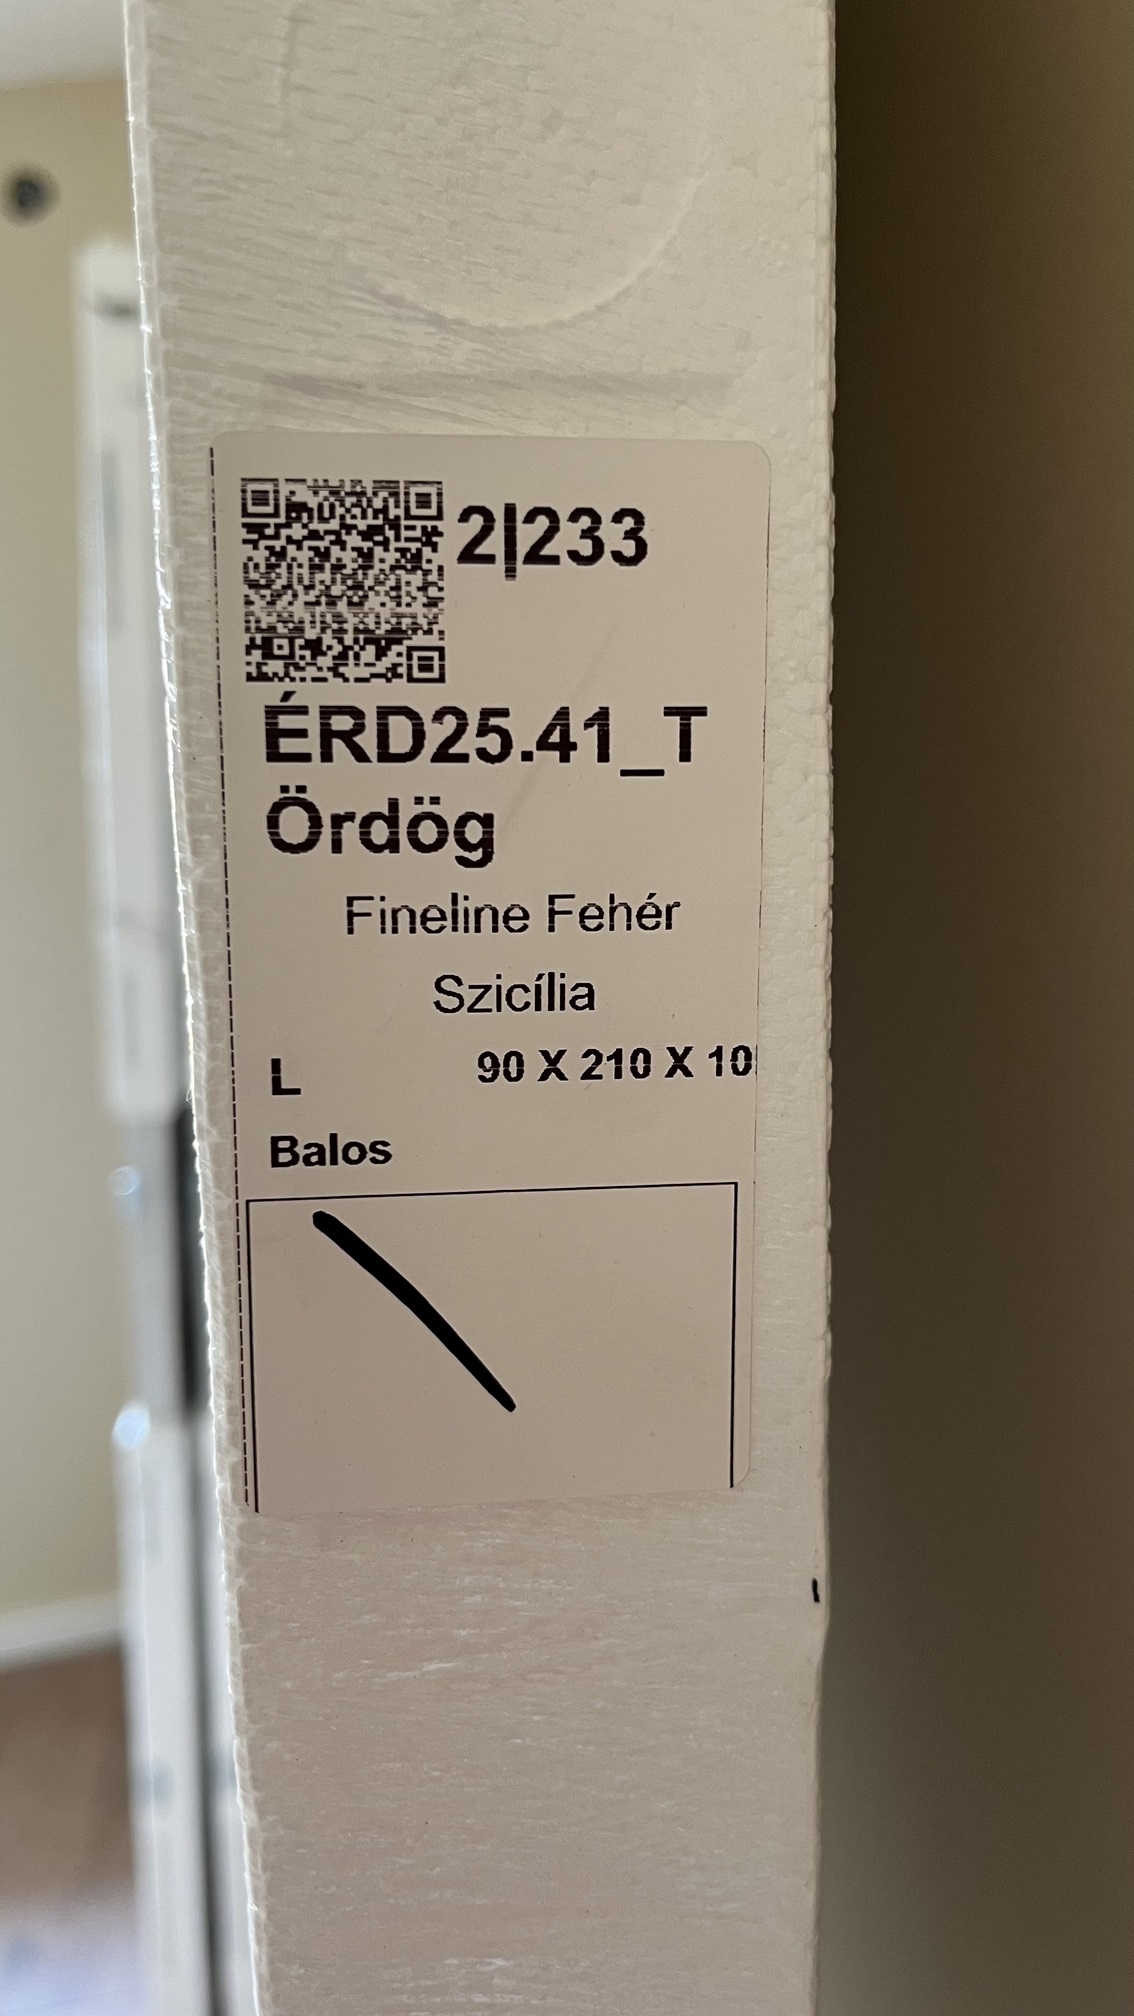 2|233
ÉRD25.41_T
Ördög
Fineline Fehér
Szicília
L 90 X 210 X 10
Balos